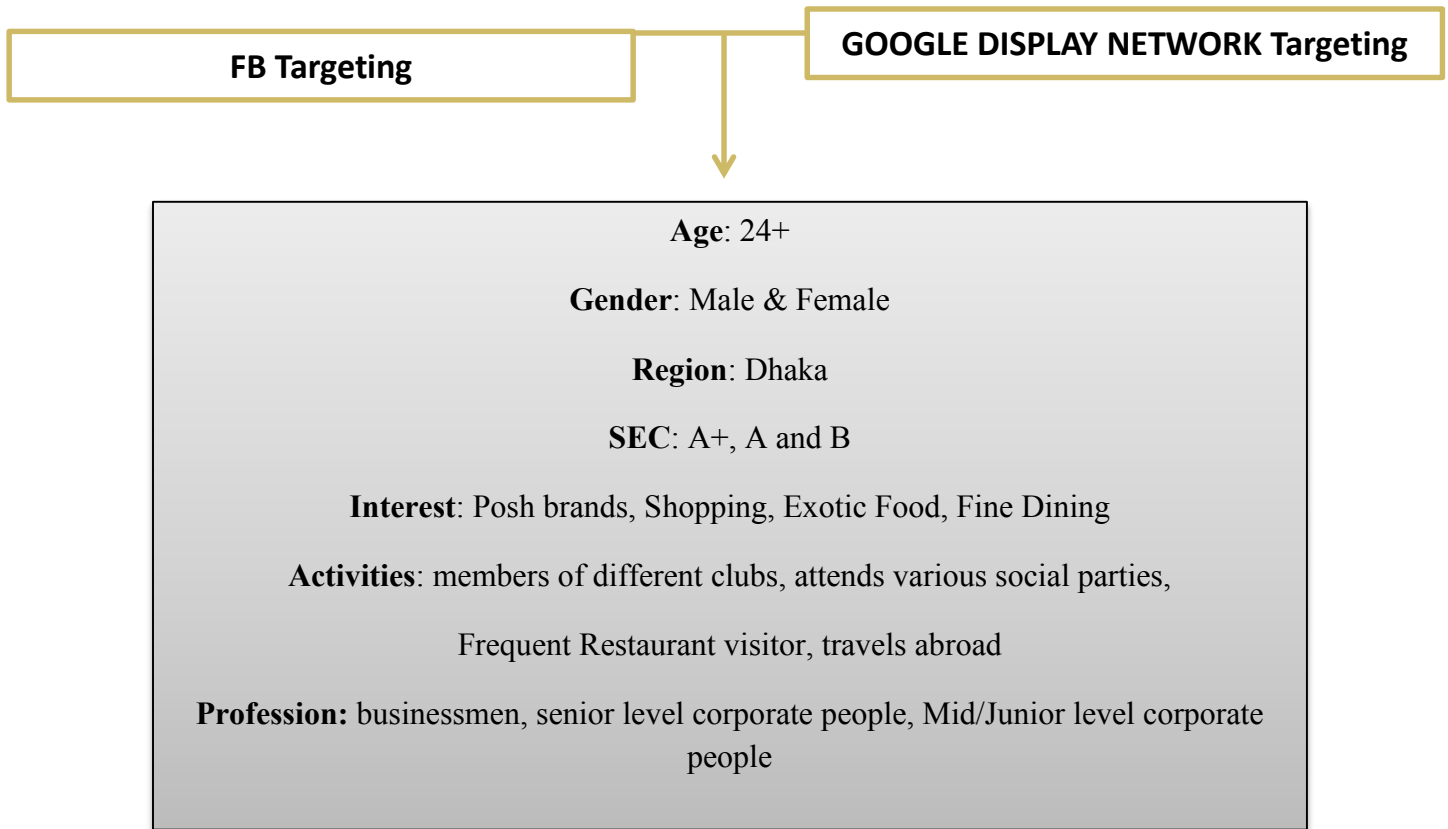 FB Targeting
GOOGLE DISPLAY NETWORK Targeting
Age: 24+
Gender: Male & Female
Region: Dhaka
SEC: A+, A and B
Interest: Posh brands, Shopping, Exotic Food, Fine Dining
Activities: members of different clubs, attends various social parties,
Frequent Restaurant visitor, travels abroad
Profession: businessmen, senior level corporate people, Mid/Junior level corporate
people